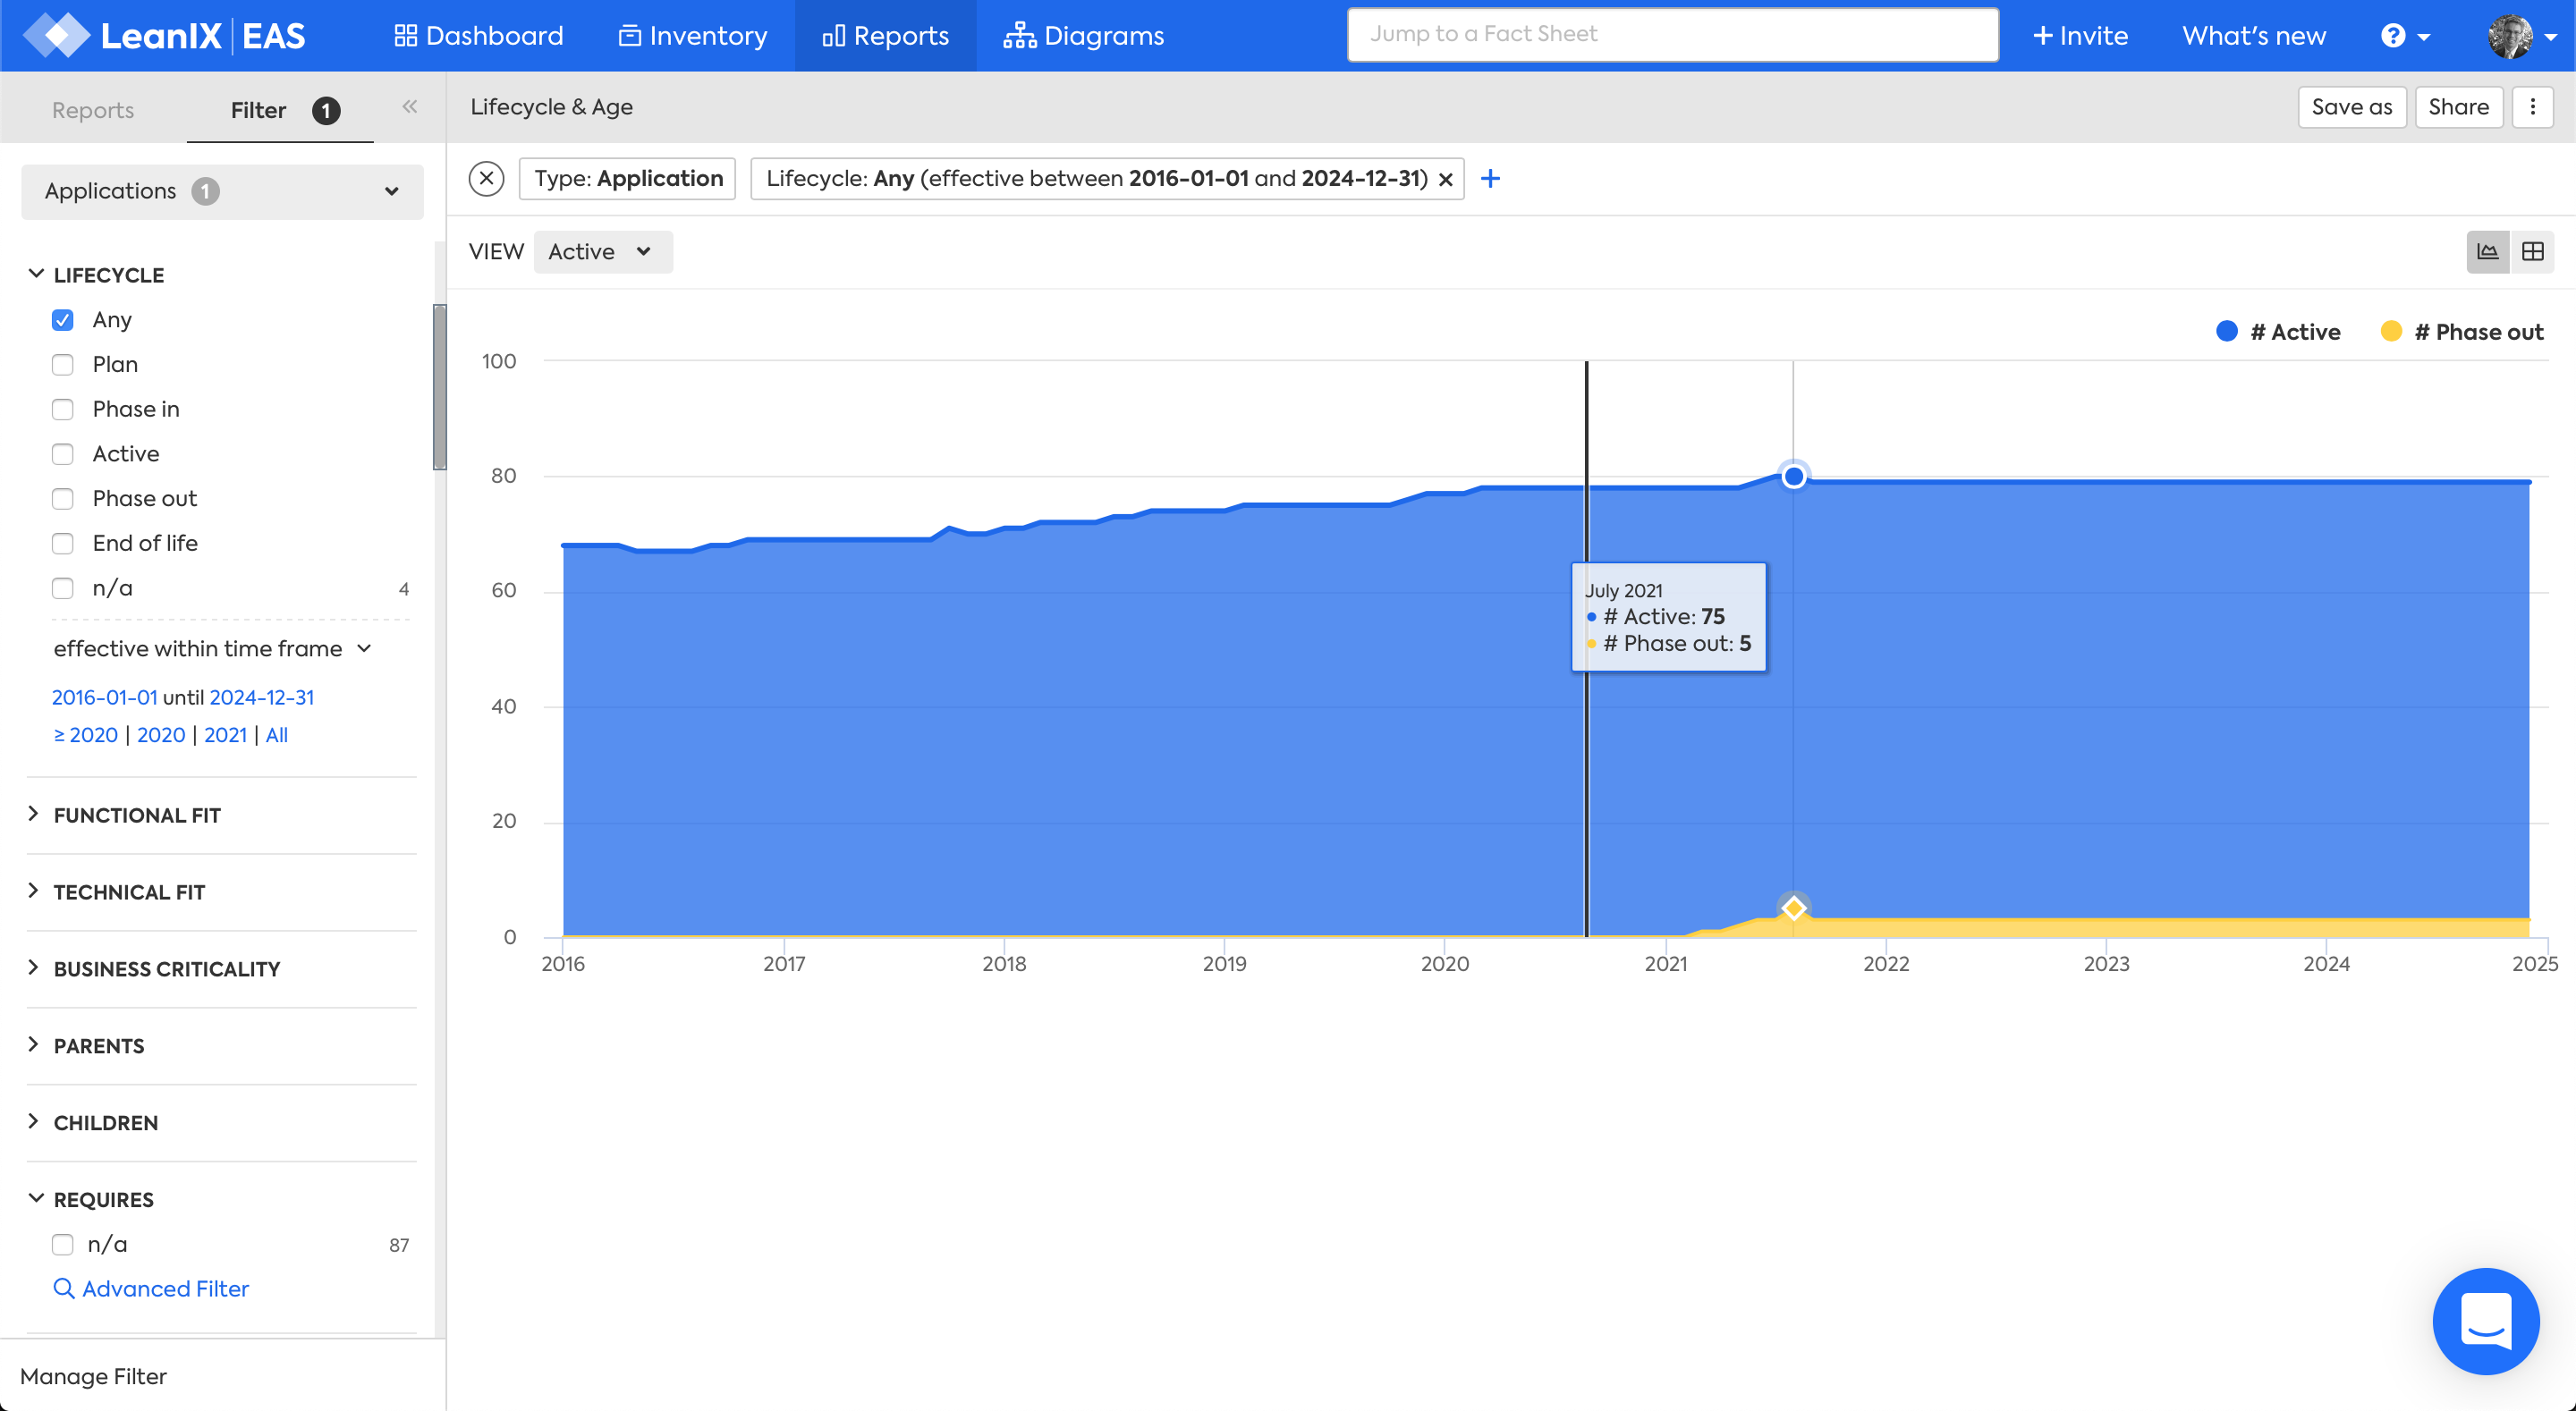 LeanIX EAS Dashboard Inventory Reports Diagrams Jump to a Fact Sheet + Invite What's new ?
Reports Filter 1 Lifecycle & Age Save as Share
Applications 1
Type: Application Lifecycle: Any (effective between 2016-01-01 and 2024-12-31)
VIEW Active
LIFECYCLE
Any
Plan
Phase in
Active
Phase out
End of life
n/a 4
effective within time frame
2016-01-01 until 2024-12-31
≥ 2020 | 2020 | 2021 | All
FUNCTIONAL FIT
TECHNICAL FIT
BUSINESS CRITICALITY
PARENTS
CHILDREN
REQUIRES
n/a 87
Advanced Filter
Manage Filter
# Active # Phase out
100
80
60
40
20
0
July 2021
# Active: 75
# Phase out: 5
2016 2017 2018 2019 2020 2021 2022 2023 2024 2025